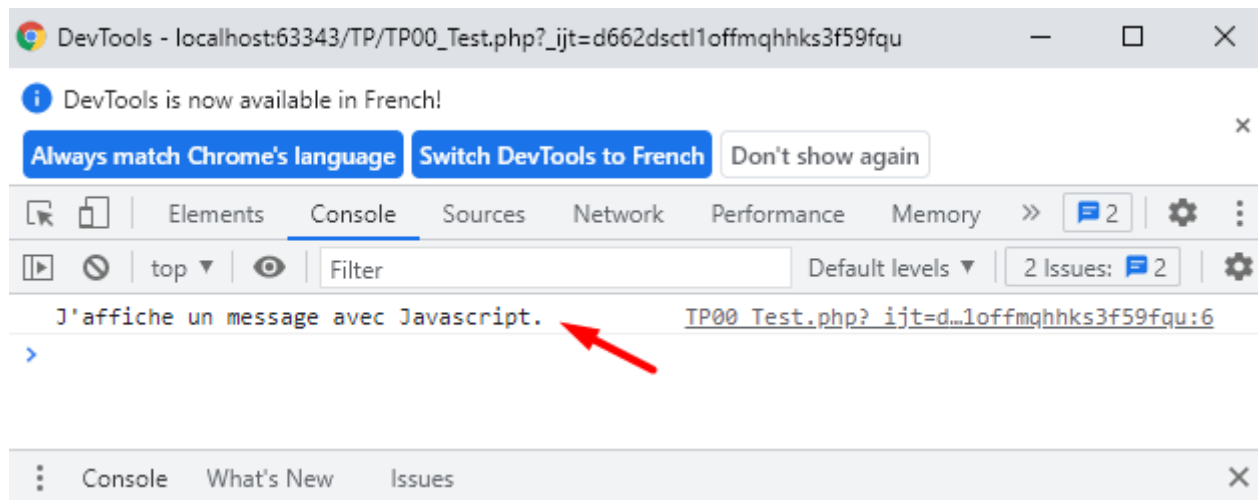 DevTools - localhost:63343/TP/TP00_Test.php?_ijt=d662dsctl1offmqhhks3f59fqu
DevTools is now available in French!
Always match Chrome's language Switch DevTools to French Don't show again
Elements Console Sources Network Performance Memory » 2
top Filter Default levels 2 Issues: 2
J'affiche un message avec Javascript. TP00_Test.php?_ijt=d…1offmqhhks3f59fqu:6
>
Console What's New Issues